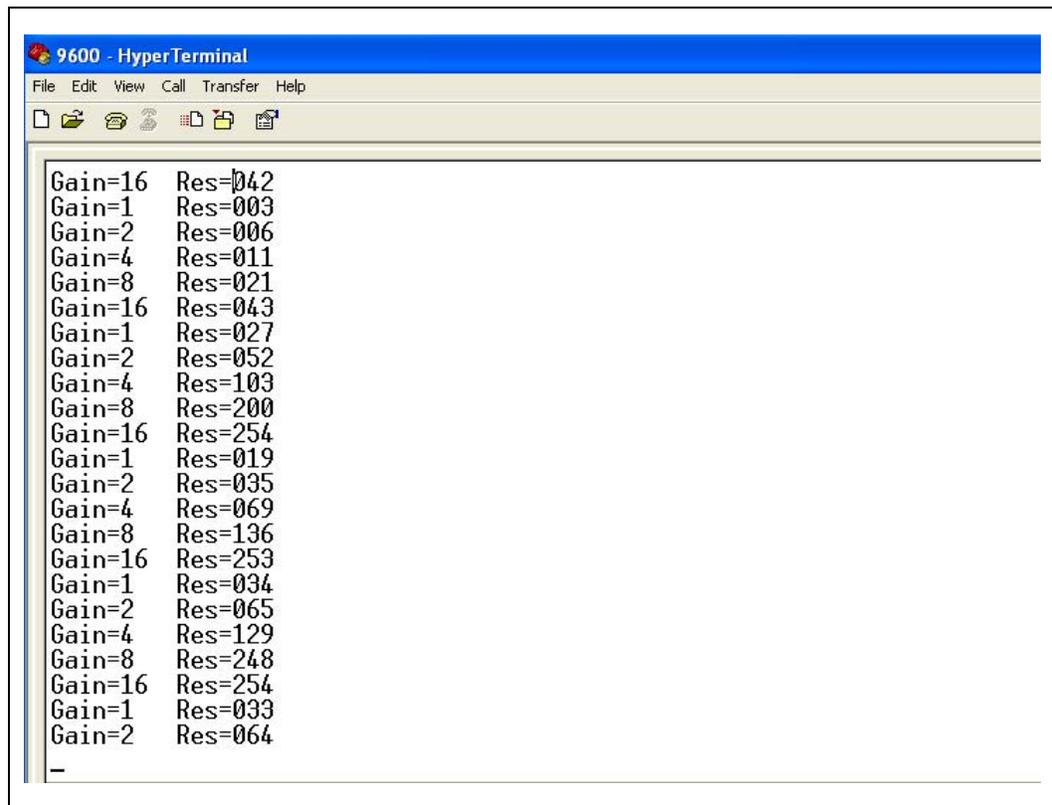 9600 - HyperTerminal
File Edit View Call Transfer Help
Gain=16 Res=042
Gain=1 Res=003
Gain=2 Res=006
Gain=4 Res=011
Gain=8 Res=021
Gain=16 Res=043
Gain=1 Res=027
Gain=2 Res=052
Gain=4 Res=103
Gain=8 Res=200
Gain=16 Res=254
Gain=1 Res=019
Gain=2 Res=035
Gain=4 Res=069
Gain=8 Res=136
Gain=16 Res=253
Gain=1 Res=034
Gain=2 Res=065
Gain=4 Res=129
Gain=8 Res=248
Gain=16 Res=254
Gain=1 Res=033
Gain=2 Res=064
_